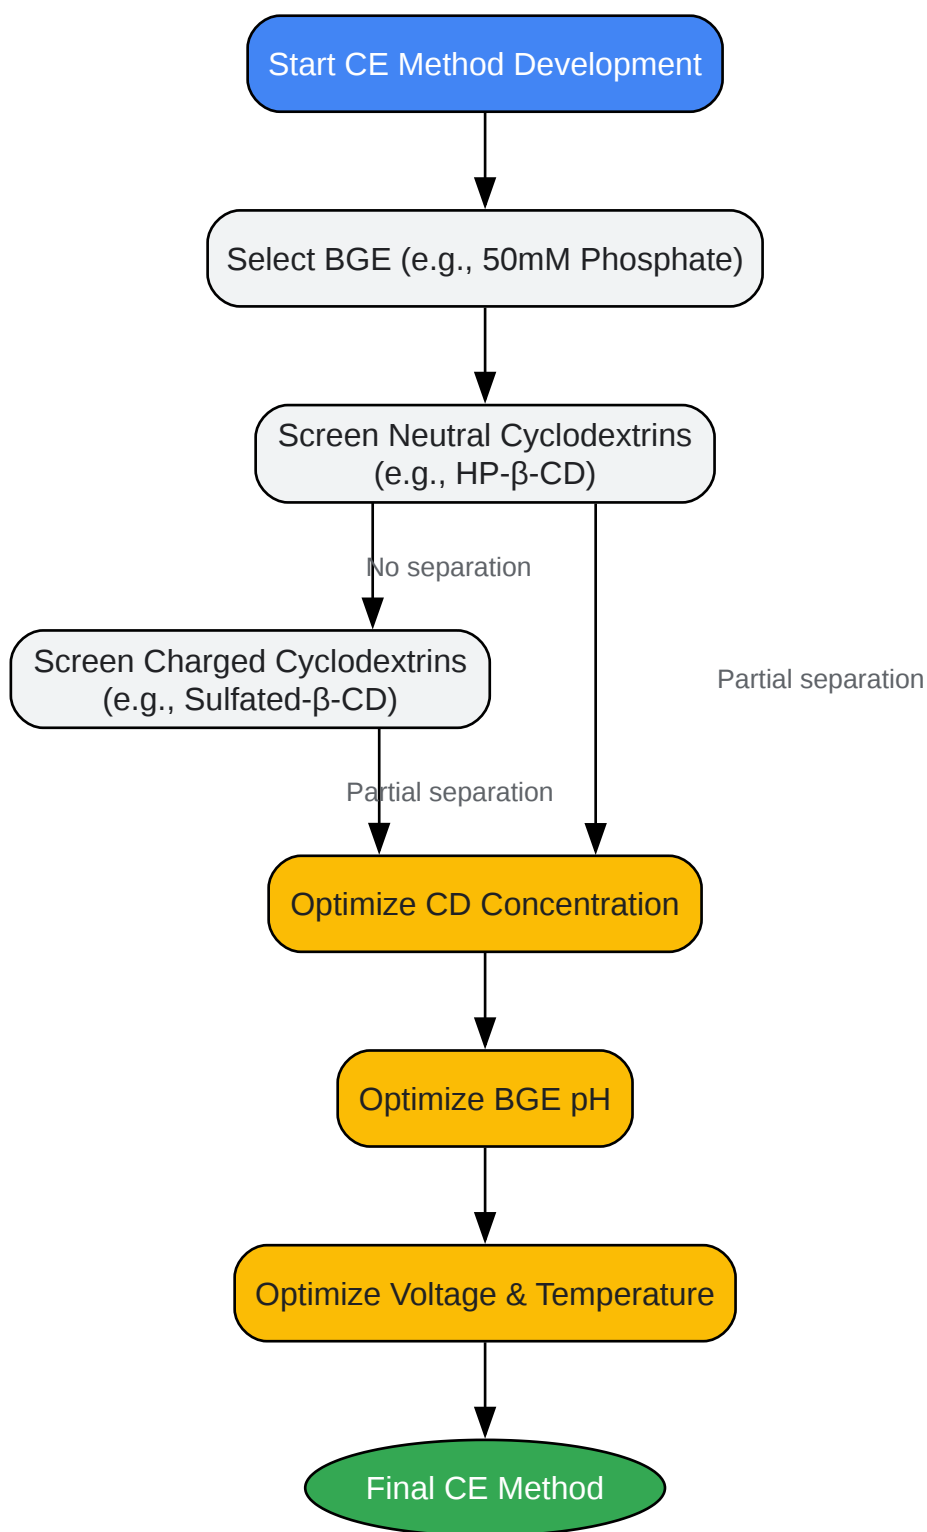 Start CE Method Development
Select BGE (e.g., 50mM Phosphate)
Screen Neutral Cyclodextrins
(e.g., HP-β-CD)
No separation
Screen Charged Cyclodextrins
(e.g., Sulfated-β-CD)
Partial separation
Partial separation
Optimize CD Concentration
Optimize BGE pH
Optimize Voltage & Temperature
Final CE Method